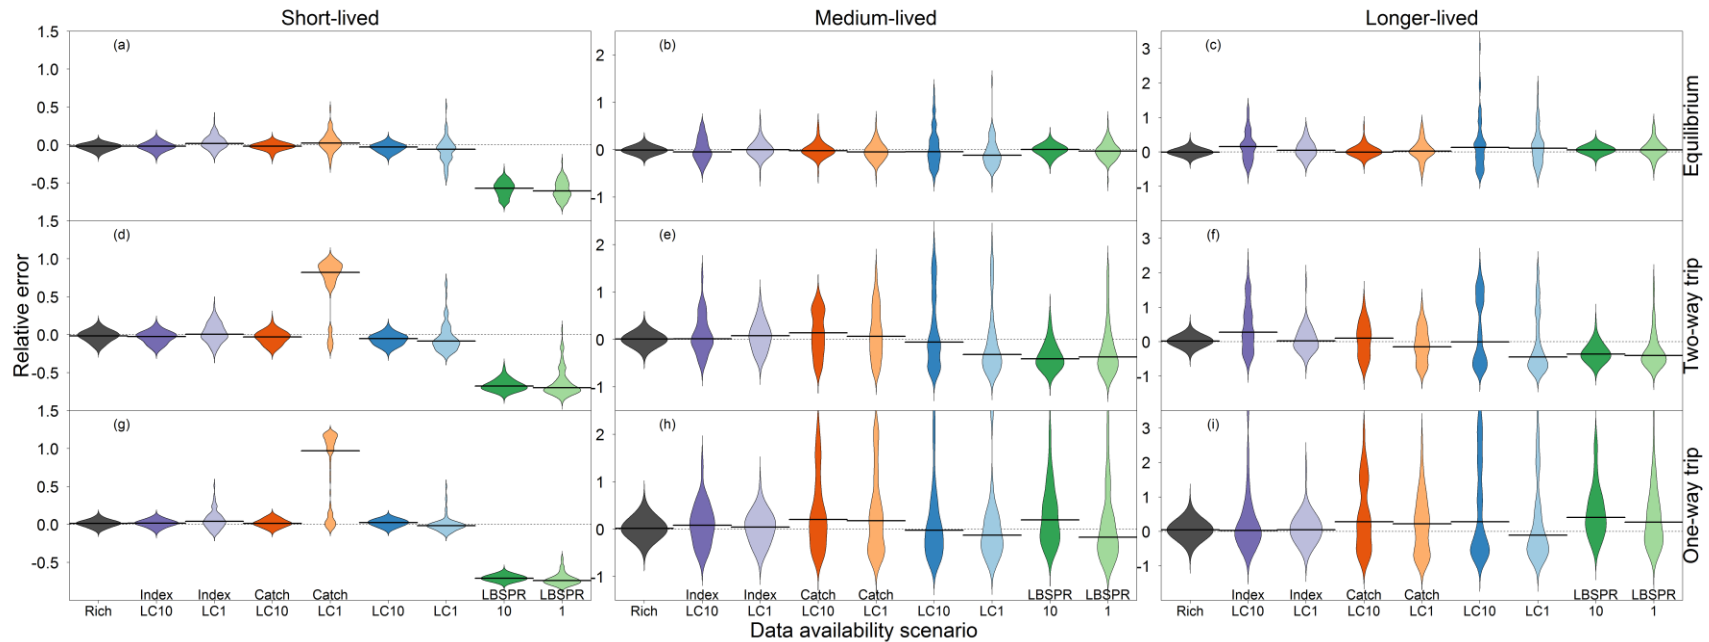 Short-lived Medium-lived Longer-lived
(a) (b) (c)
1.5 1.0 0.5 0.0 -0.5
2 1 0 -1
3 2 1 0 -1
Equilibrium
(d) (e) (f)
1.5 1.0 0.5 0.0 -0.5
2 1 0 -1
3 2 1 0 -1
Two-way trip
Relative error
(g) (h) (i)
1.5 1.0 0.5 0.0 -0.5
2 1 0 -1
3 2 1 0 -1
One-way trip
Index Index Catch Catch LBSPR LBSPR
Rich LC10 LC1 LC10 LC1 LC10 LC1 10 1
Index Index Catch Catch LBSPR LBSPR
Rich LC10 LC1 LC10 LC1 LC10 LC1 10 1
Index Index Catch Catch LBSPR LBSPR
Rich LC10 LC1 LC10 LC1 LC10 LC1 10 1
Data availability scenario